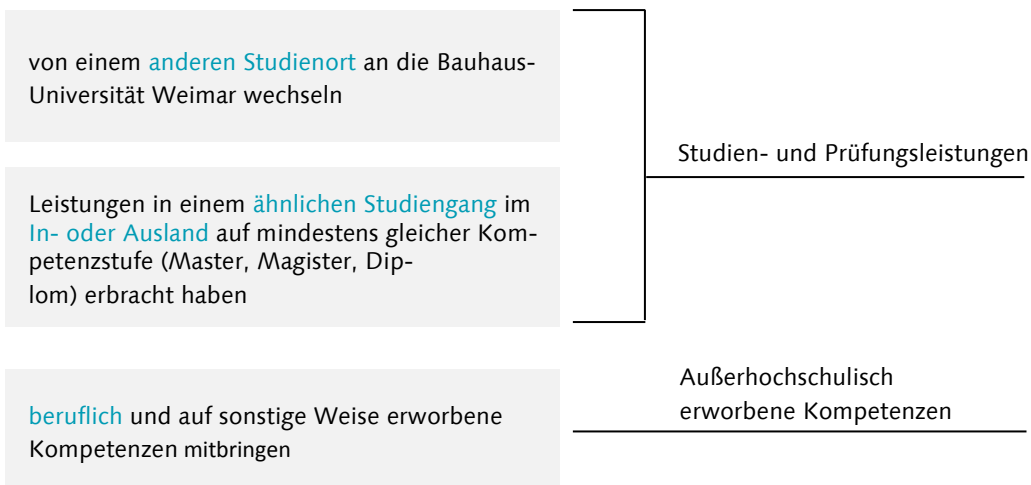 von einem anderen Studienort an die Bauhaus-
Universität Weimar wechseln
Studien- und Prüfungsleistungen
Leistungen in einem ähnlichen Studiengang im
In- oder Ausland auf mindestens gleicher Kom-
petenzstufe (Master, Magister, Dip-
lom) erbracht haben
Außerhochschulisch
erworbene Kompetenzen
beruflich und auf sonstige Weise erworbene
Kompetenzen mitbringen